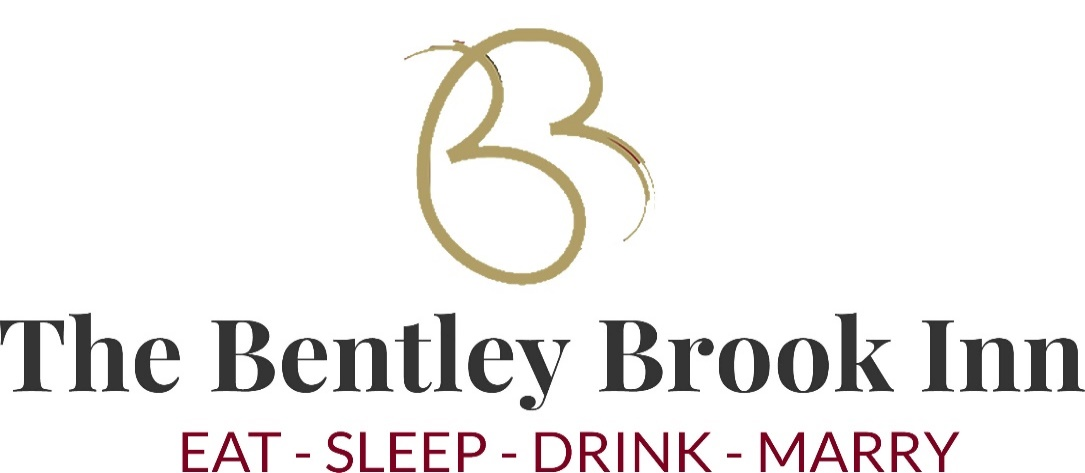 The Bentley Brook Inn
EAT - SLEEP - DRINK - MARRY